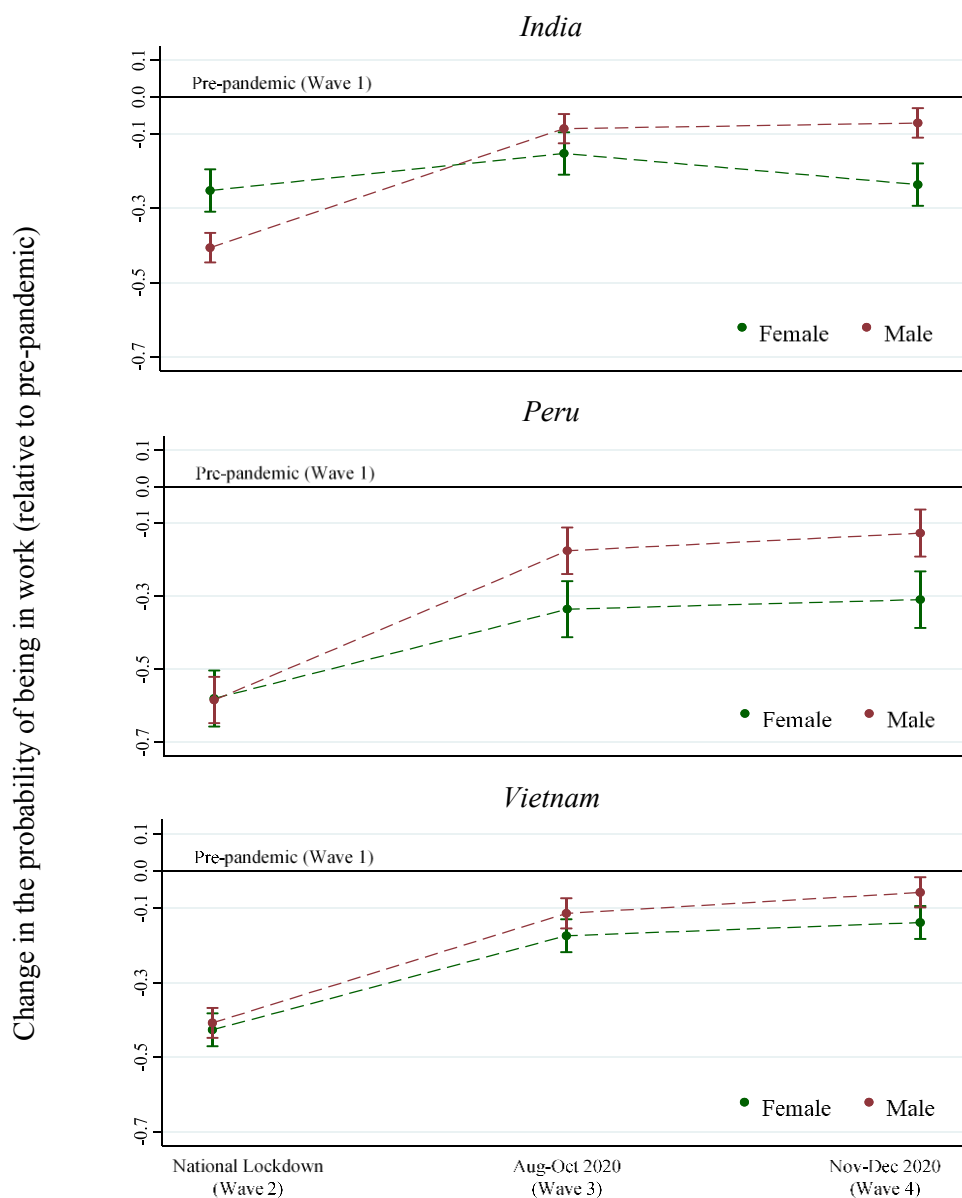 India
Change in the probability of being in work (relative to pre-pandemic)
0.1
Pre-pandemic (Wave 1)
0.0
-0.1
-0.3
-0.5
Female Male
-0.7
Peru
0.1
Pre-pandemic (Wave 1)
0.0
-0.1
-0.3
-0.5
Female Male
-0.7
Vietnam
0.1
Pre-pandemic (Wave 1)
0.0
-0.1
-0.3
-0.5
Female Male
-0.7
National Lockdown Aug-Oct 2020 Nov-Dec 2020
(Wave 2) (Wave 3) (Wave 4)